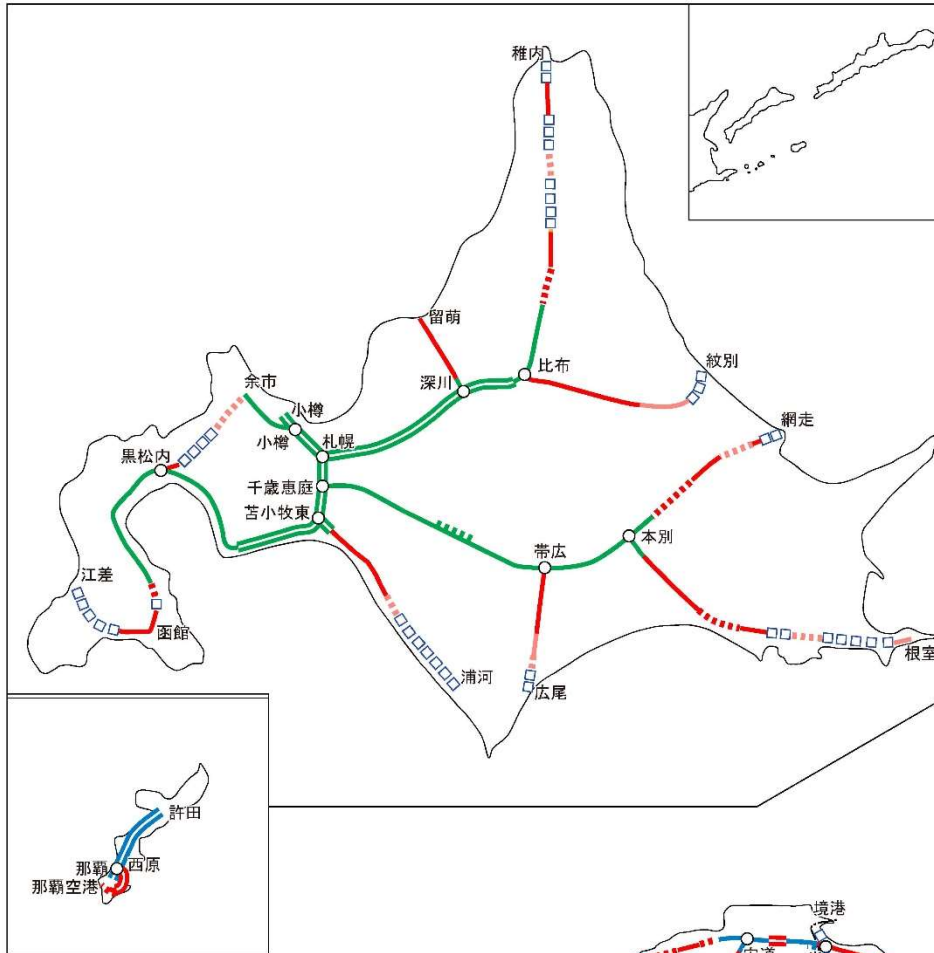 稚内
留萌
比布
紋別
深川
余市
小樽
小樽
札幌
網走
黒松内
千歳恵庭
苫小牧東
本別
帯広
江差
函館
浦河
広尾
根室
許田
那覇
西原
那覇空港
境港